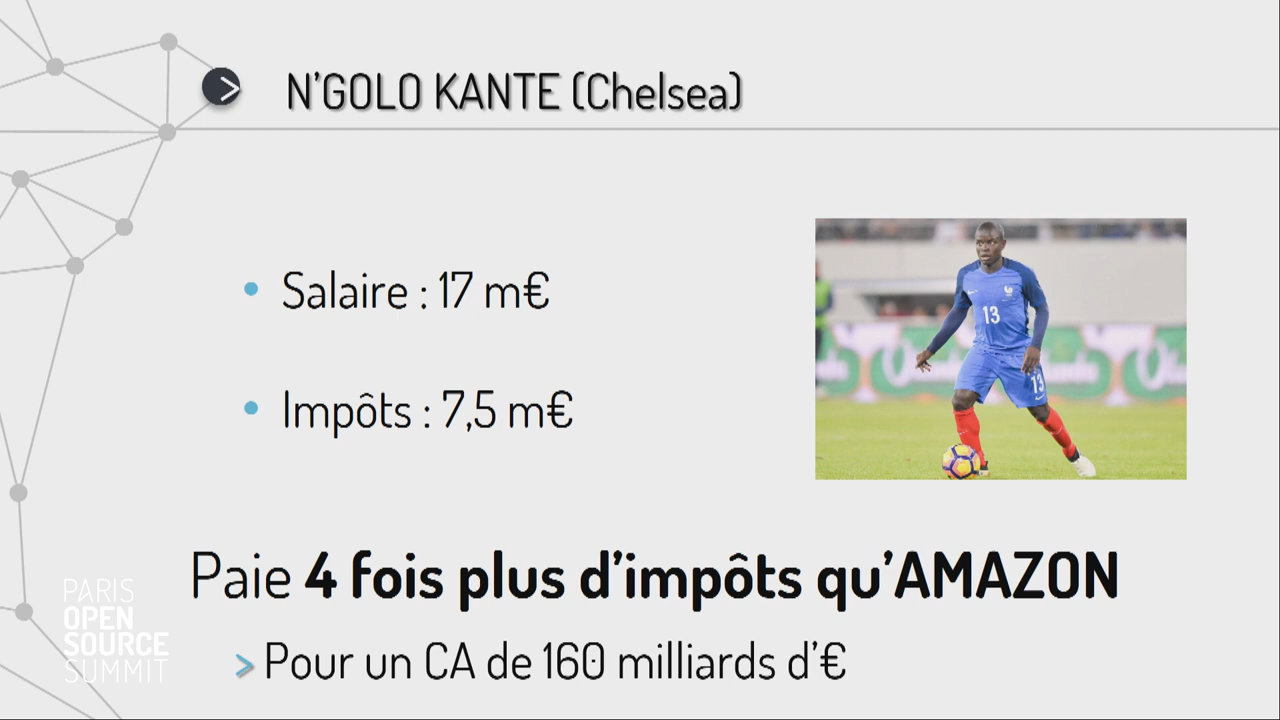 N'GOLO KANTE (Chelsea)
• Salaire : 17 m€
• Impôts : 7,5 m€
13
13
Paie 4 fois plus d'impôts qu'AMAZON
> Pour un CA de 160 milliards d'€
PARIS
OPEN
SOURCE
SUMMIT